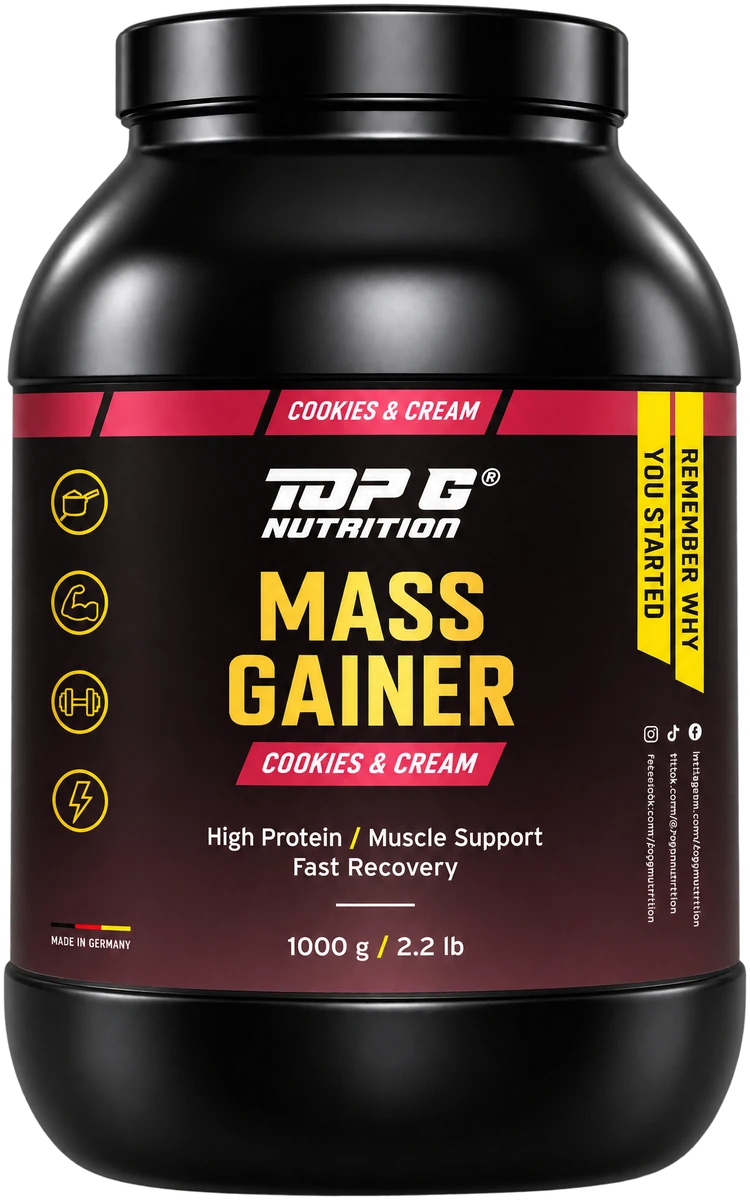 COOKIES & CREAM
TOP G®
NUTRITION
MASS
GAINER
COOKIES & CREAM
High Protein / Muscle Support
Fast Recovery
1000 g / 2.2 lb
MADE IN GERMANY
REMEMBER WHY
YOU STARTED